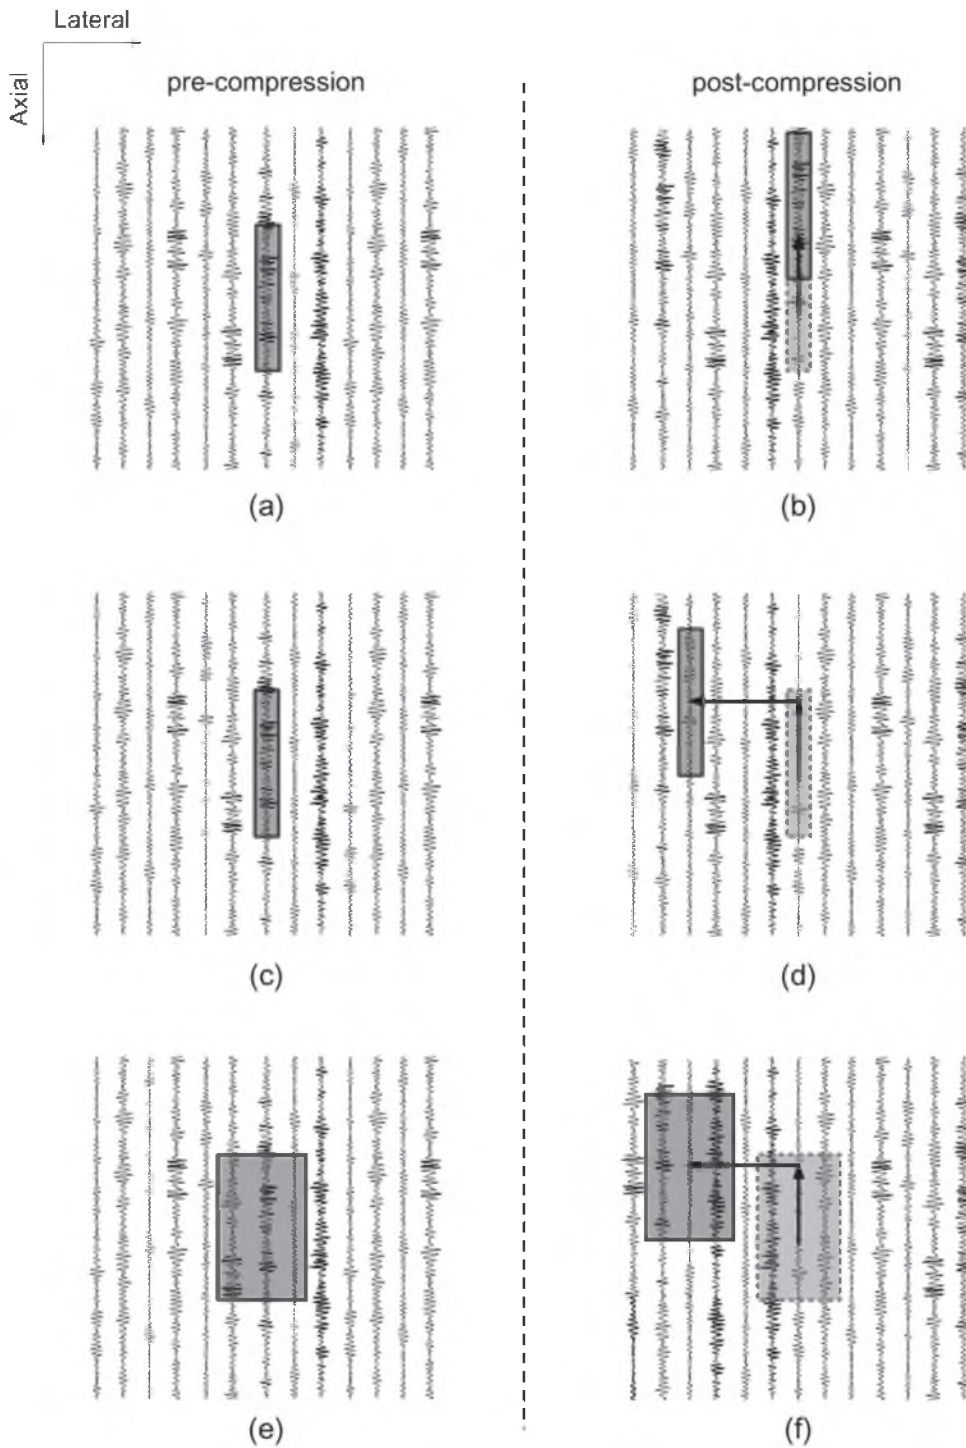 Lateral
Axial
pre-compression
post-compression
(a)
(b)
(c)
(d)
(e)
(f)